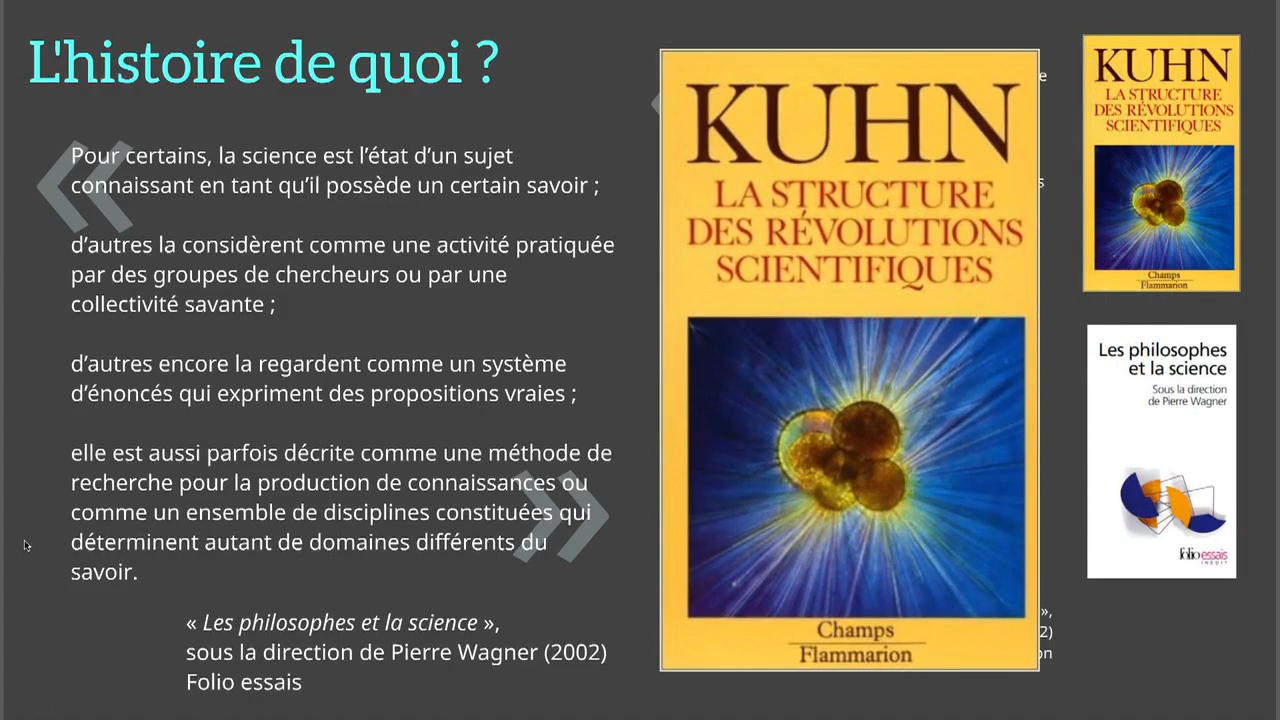 L'histoire de quoi ?
«
Pour certains, la science est l’état d’un sujet
connaissant en tant qu’il possède un certain savoir ;
d’autres la considèrent comme une activité pratiquée
par des groupes de chercheurs ou par une
collectivité savante ;
d’autres encore la regardent comme un système
d’énoncés qui expriment des propositions vraies ;
elle est aussi parfois décrite comme une méthode de
recherche pour la production de connaissances ou
comme un ensemble de disciplines constituées qui
déterminent autant de domaines différents du
savoir.
»
« Les philosophes et la science »,
sous la direction de Pierre Wagner (2002)
Folio essais
KUHN
LA STRUCTURE
DES RÉVOLUTIONS
SCIENTIFIQUES
Champs
Flammarion
KUHN
LA STRUCTURE
DES RÉVOLUTIONS
SCIENTIFIQUES
Champs
Flammarion
Les philosophes
et la science
Sous la direction
de Pierre Wagner
folio essais
INÉDIT